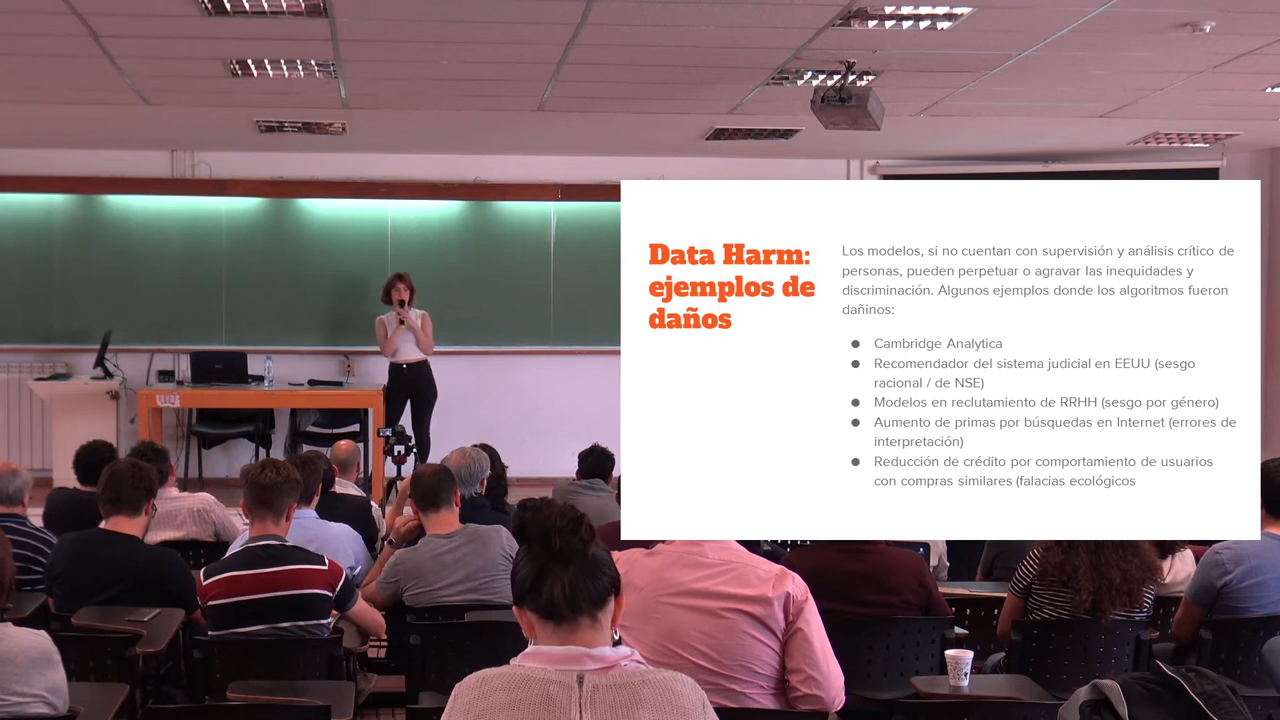 Data Harm:
ejemplos de
daños
Los modelos, si no cuentan con supervisión y análisis crítico de
personas, pueden perpetuar o agravar las inequidades y
discriminación. Algunos ejemplos donde los algoritmos fueron
dañinos:
● Cambridge Analytica
● Recomendador del sistema judicial en EEUU (sesgo
racional / de NSE)
● Modelos en reclutamiento de RRHH (sesgo por género)
● Aumento de primas por búsquedas en Internet (errores de
interpretación)
● Reducción de crédito por comportamiento de usuarios
con compras similares (falacias ecológicos